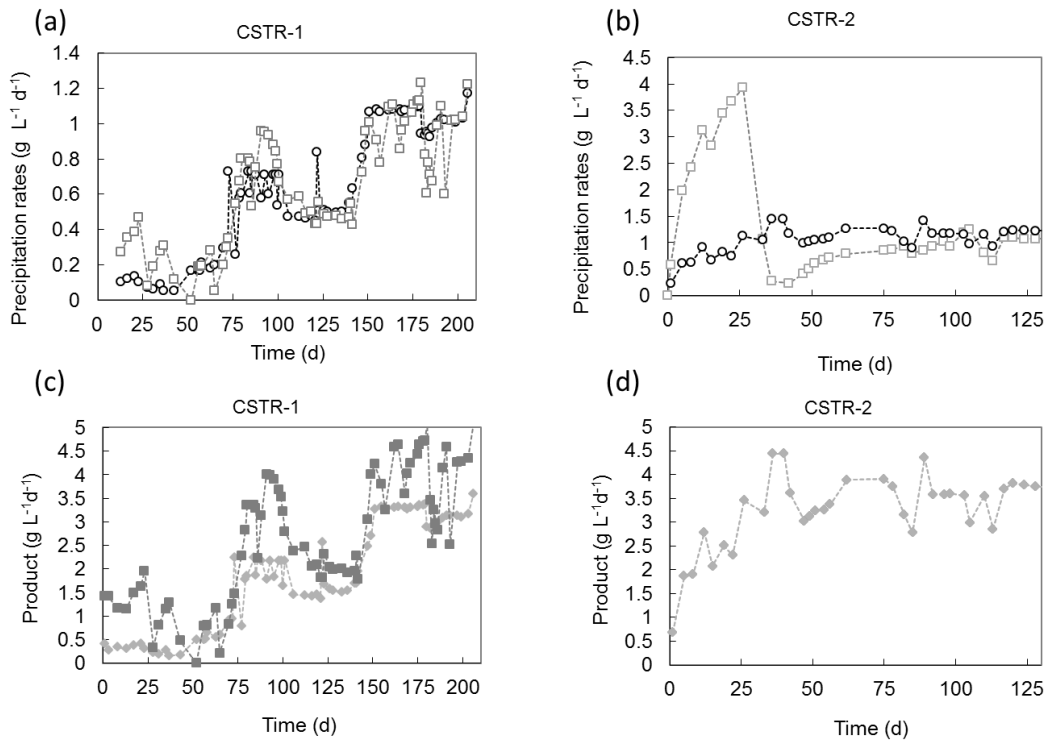 (a)
CSTR-1
Precipitation rates (g L⁻¹ d⁻¹)
1.4
1.2
1
0.8
0.6
0.4
0.2
0
0 25 50 75 100 125 150 175 200
Time (d)
(b)
CSTR-2
Precipitation rates (g L⁻¹ d⁻¹)
4.5
4
3.5
3
2.5
2
1.5
1
0.5
0
0 25 50 75 100 125
Time (d)
(c)
CSTR-1
Product (g L⁻¹d⁻¹)
5
4.5
4
3.5
3
2.5
2
1.5
1
0.5
0
0 25 50 75 100 125 150 175 200
Time (d)
(d)
CSTR-2
Product (g L⁻¹d⁻¹)
5
4.5
4
3.5
3
2.5
2
1.5
1
0.5
0
0 25 50 75 100 125
Time (d)